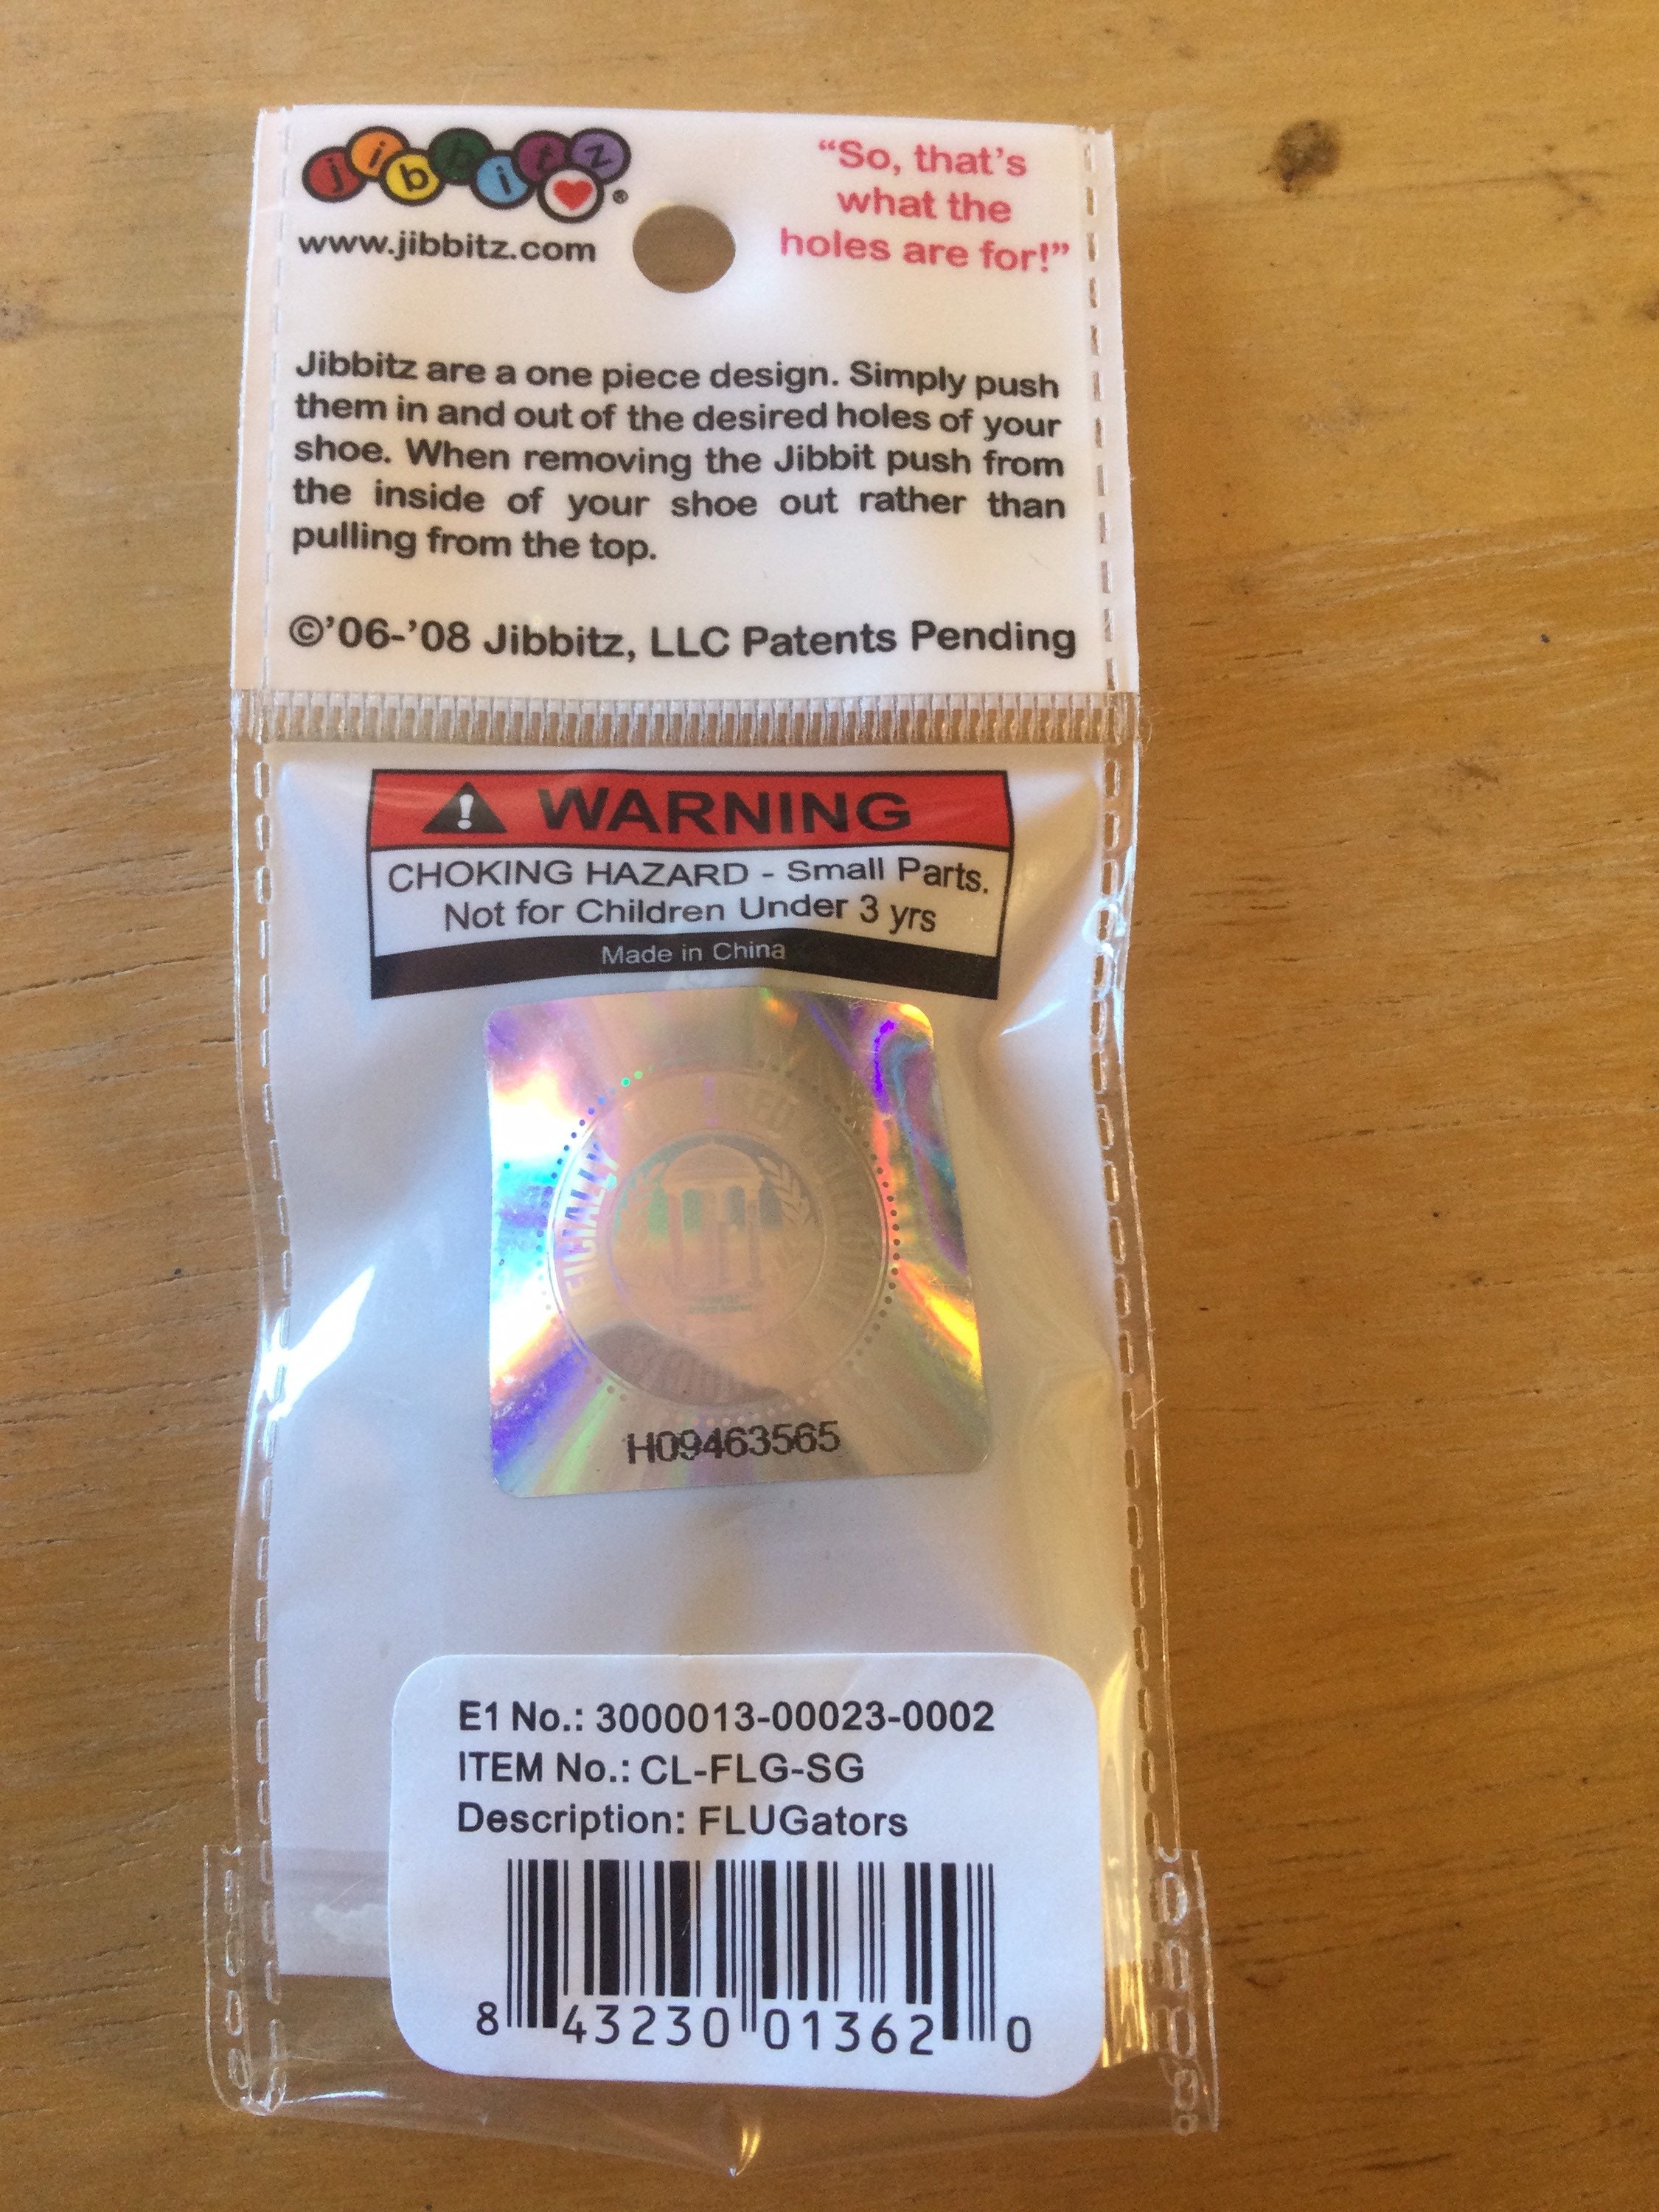 jibbitz®
www.jibbitz.com
“So, that’s
what the
holes are for!”
Jibbitz are a one piece design. Simply push
them in and out of the desired holes of your
shoe. When removing the Jibbit push from
the inside of your shoe out rather than
pulling from the top.
©’06-’08 Jibbitz, LLC Patents Pending
WARNING
CHOKING HAZARD - Small Parts.
Not for Children Under 3 yrs
Made in China
OFFICIALLY
H09463565
E1 No.: 3000013-00023-0002
ITEM No.: CL-FLG-SG
Description: FLUGators
8 43230 01362 0